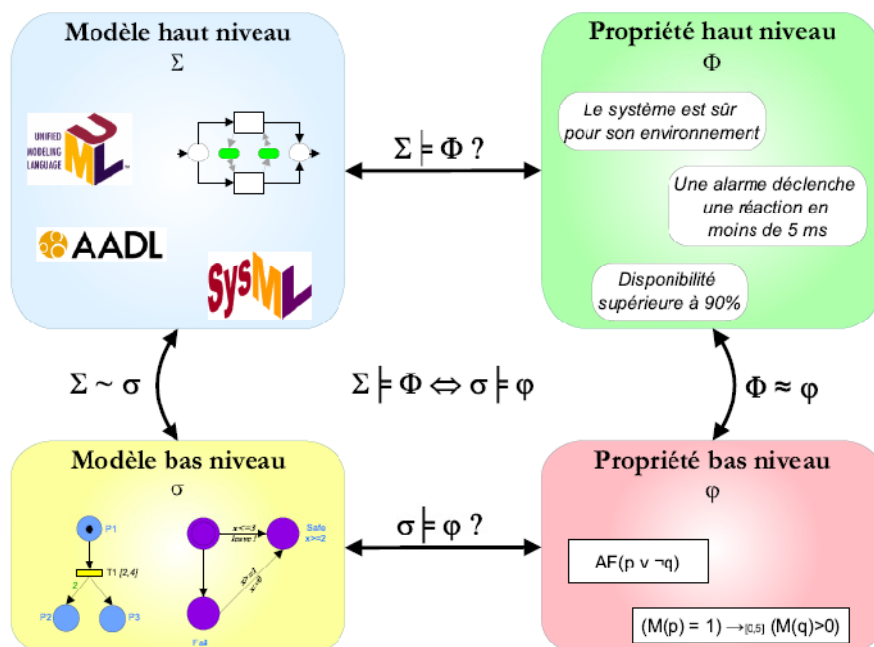 Modèle haut niveau
Σ
UNIFIED
MODELING
LANGUAGE
UML
TM
AADL
SysML
Propriété haut niveau
Φ
Le système est sûr
pour son environnement
Une alarme déclenche
une réaction en
moins de 5 ms
Disponibilité
supérieure à 90%
Σ ⊨ Φ ?
Σ ~ σ
Σ ⊨ Φ ⇔ σ ⊨ φ
Φ ≈ φ
Modèle bas niveau
σ
P1
T1 [2,4]
2
P2
P3
x<=3
Safe
x>=2
Fail
σ ⊨ φ ?
Propriété bas niveau
φ
AF(p ∨ ¬q)
(M(p) = 1) →[0,5] (M(q)>0)